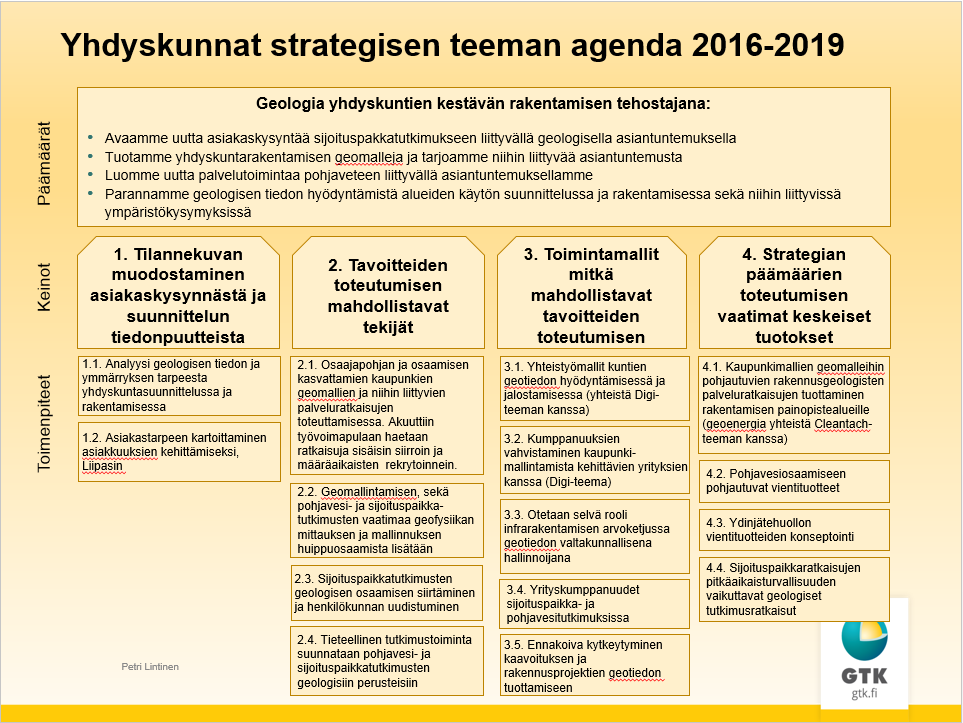 Yhdyskunnat strategisen teeman agenda 2016-2019
Päämäärät
Geologia yhdyskuntien kestävän rakentamisen tehostajana:
• Avaamme uutta asiakaskysyntää sijoituspakkatutkimukseen liittyvällä geologisella asiantuntemuksella
• Tuotamme yhdyskuntarakentamisen geomalleja ja tarjoamme niihin liittyvää asiantuntemusta
• Luomme uutta palvelutoimintaa pohjaveteen liittyvällä asiantuntemuksellamme
• Parannamme geologisen tiedon hyödyntämistä alueiden käytön suunnittelussa ja rakentamisessa sekä niihin liittyvissä
ympäristökysymyksissä
Keinot
1. Tilannekuvan
muodostaminen
asiakaskysynnästä ja
suunnittelun
tiedonpuutteista
2. Tavoitteiden
toteutumisen
mahdollistavat
tekijät
3. Toimintamallit
mitkä
mahdollistavat
tavoitteiden
toteutumisen
4. Strategian
päämäärien
toteutumisen
vaatimat keskeiset
tuotokset
Toimenpiteet
1.1. Analyysi geologisen tiedon ja
ymmärryksen tarpeesta
yhdyskuntasuunnittelussa ja
rakentamisessa
1.2. Asiakastarpeen kartoittaminen
asiakkuuksien kehittämiseksi,
Liipasin
2.1. Osaajapohjan ja osaamisen
kasvattamien kaupunkien
geomallien ja niihin liittyvien
palveluratkaisujen
toteuttamisessa. Akuuttiin
työvoimapulaan haetaan
ratkaisuja sisäisin siirroin ja
määräaikaisten rekrytoinnein.
2.2. Geomallintamisen, sekä
pohjavesi- ja sijoituspaikka-
tutkimusten vaatimaa geofysiikan
mittauksen ja mallinnuksen
huippuosaamista lisätään
2.3. Sijoituspaikkatutkimusten
geologisen osaamisen siirtäminen
ja henkilökunnan uudistuminen
2.4. Tieteellinen tutkimustoiminta
suunnataan pohjavesi- ja
sijoituspaikkatutkimusten
geologisiin perusteisiin
3.1. Yhteistyömallit kuntien
geotiedon hyödyntämisessä ja
jalostamisessa (yhteistä Digi-
teeman kanssa)
3.2. Kumppanuuksien
vahvistaminen kaupunki-
mallintamista kehittävien yrityksien
kanssa (Digi-teema)
3.3. Otetaan selvä rooli
infrarakentamisen arvoketjussa
geotiedon valtakunnallisena
hallinnoijana
3.4. Yrityskumppanuudet
sijoituspaikka- ja
pohjavesitutkimuksissa
3.5. Ennakoiva kytkeytyminen
kaavoituksen ja
rakennusprojektien geotiedon
tuottamiseen
4.1. Kaupunkimallien geomalleihin
pohjautuvien rakennusgeologisten
palveluratkaisujen tuottaminen
rakentamisen painopistealueille
(geoenergia yhteistä Cleantach-
teeman kanssa)
4.2. Pohjavesiosaamiseen
pohjautuvat vientituotteet
4.3. Ydinjätehuollon
vientituotteiden konseptointi
4.4. Sijoituspaikkaratkaisujen
pitkäaikaisturvallisuuden
vaikuttavat geologiset
tutkimusratkaisut
Petri Lintinen
GTK
gtk.fi